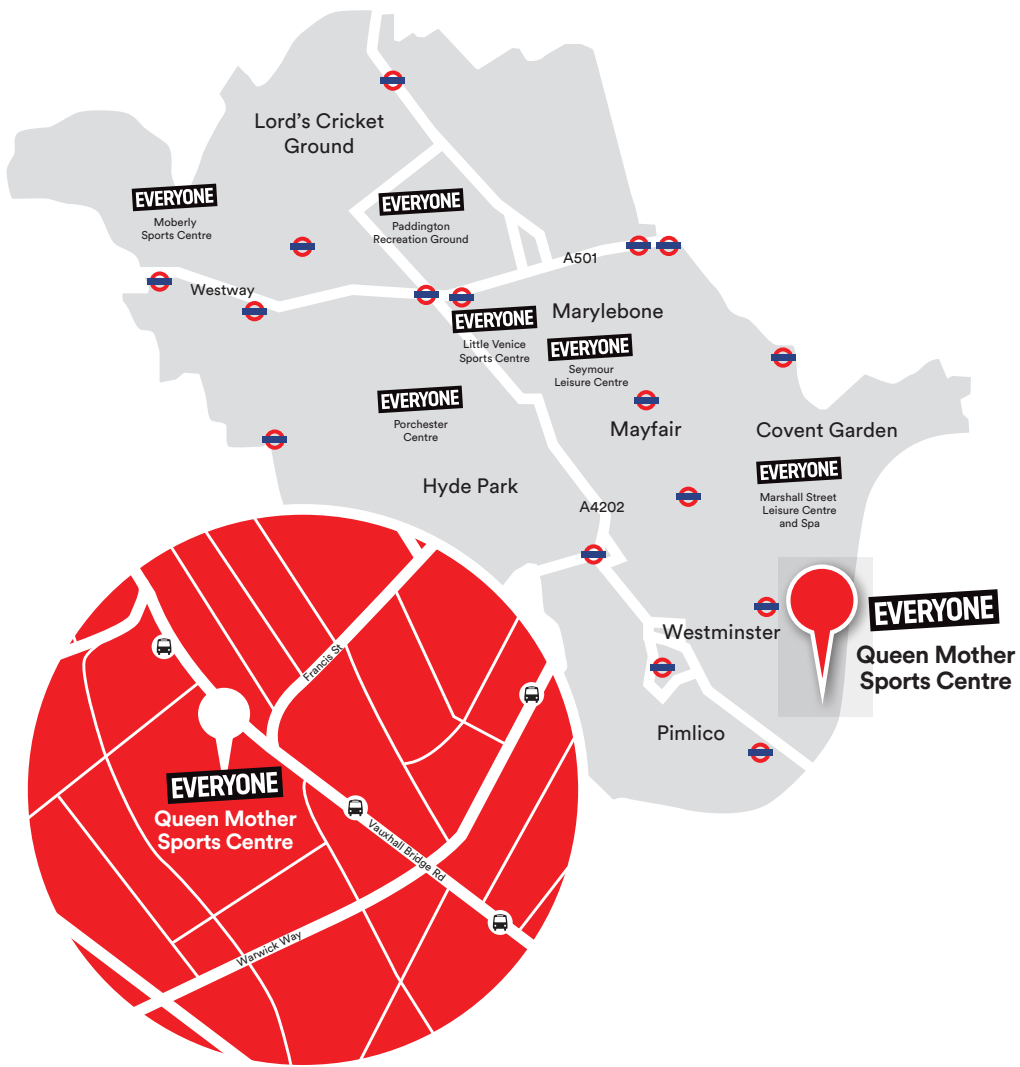 Lord's Cricket
Ground
EVERYONE
Moberly
Sports Centre
EVERYONE
Paddington
Recreation Ground
A501
Westway
EVERYONE
Little Venice
Sports Centre
Marylebone
EVERYONE
Seymour
Leisure Centre
EVERYONE
Porchester
Centre
Mayfair
Covent Garden
EVERYONE
Marshall Street
Leisure Centre
and Spa
Hyde Park
A4202
EVERYONE
Queen Mother
Sports Centre
Westminster
Pimlico
Francis St
EVERYONE
Queen Mother
Sports Centre
Vauxhall Bridge Rd
Warwick Way